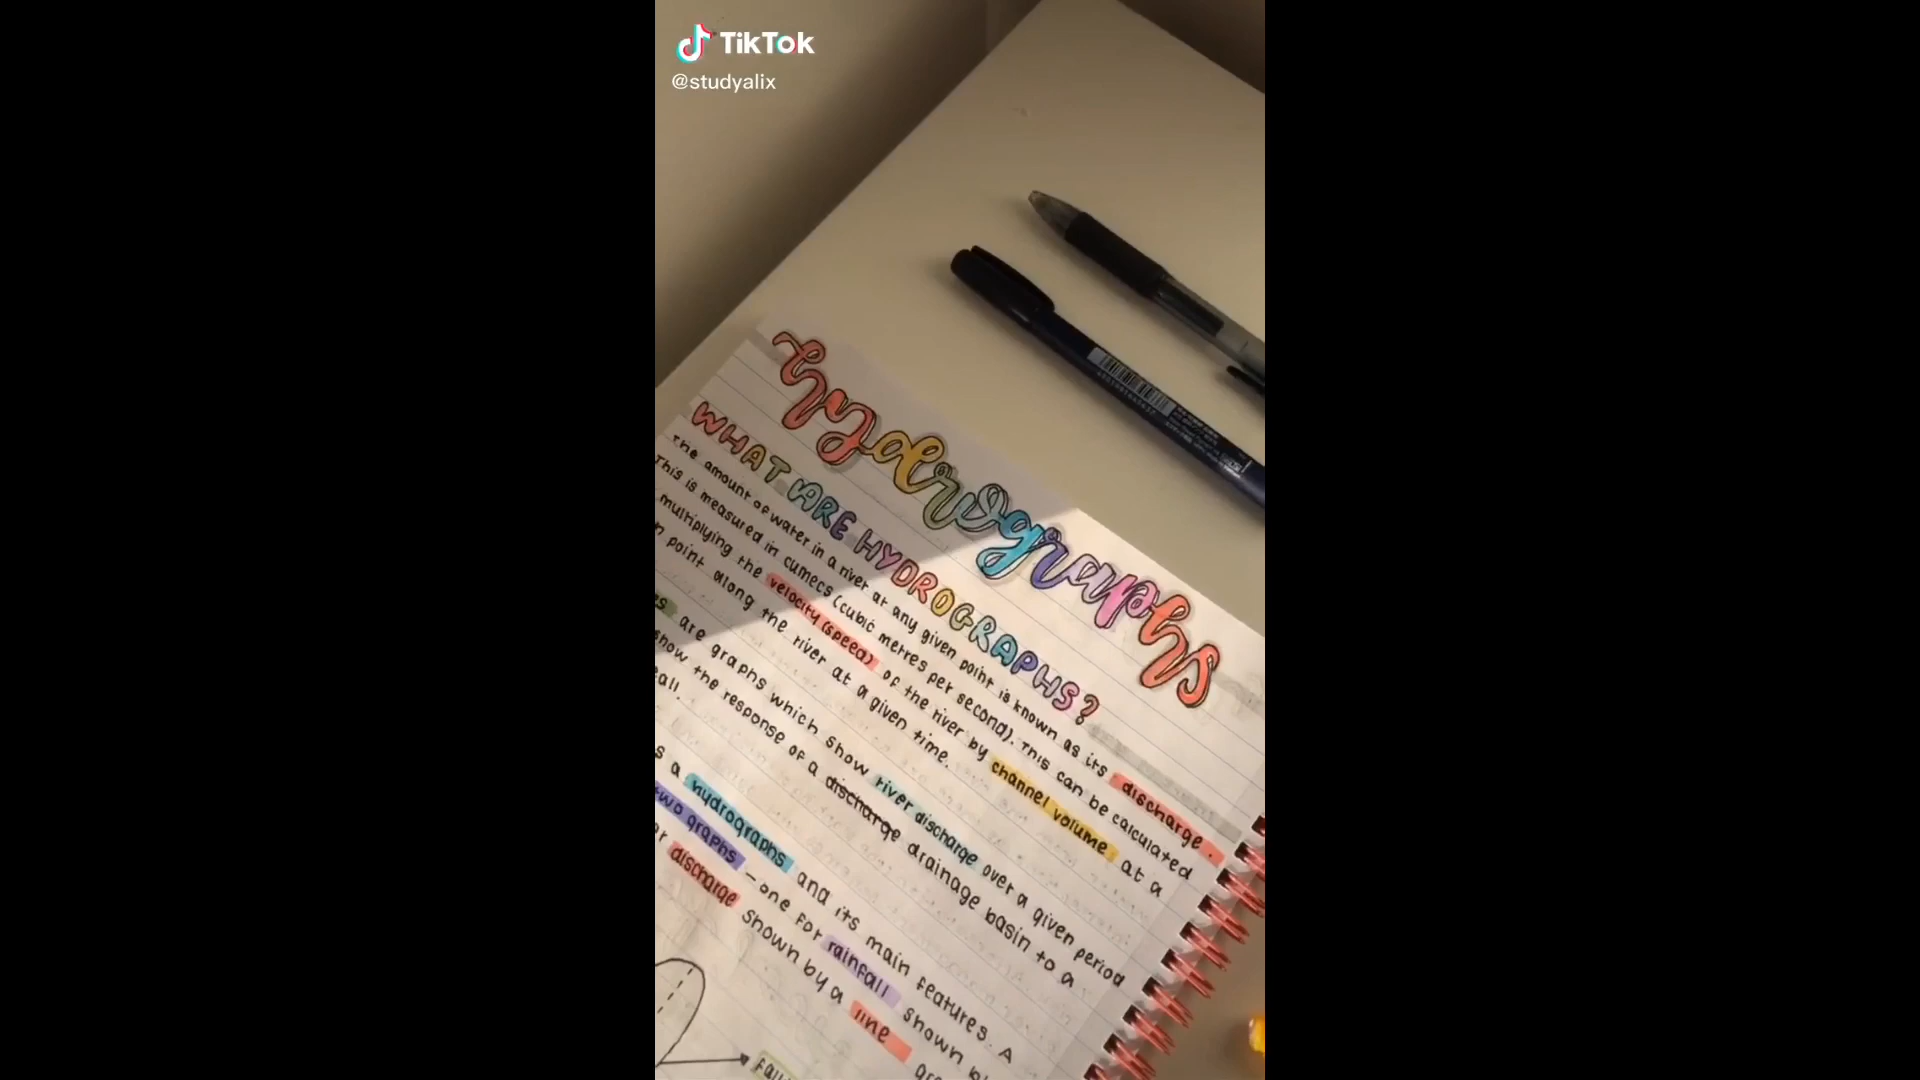 TikTok
@studyalix
hydrographs
WHAT ARE HYDROGRAPHS?
The amount of water in a river at any given point is known as its discharge.
This is measured in cumecs (cubic metres per second). This can be calculated
multiplying the velocity (speed) of the river by channel volume at a
point along the river at a given time.
are graphs which show river discharge over a given period
show the response of a discharge drainage basin to a
s a hydrographs and its main features. A
two graphs - one for rainfall shown
discharge shown by a line